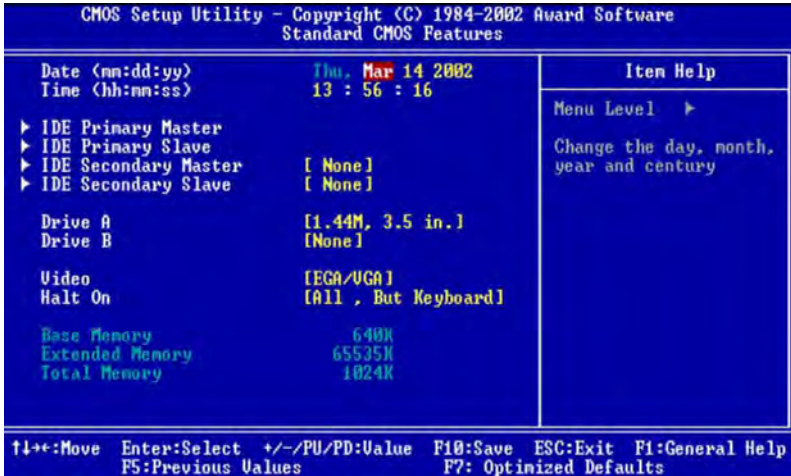 CMOS Setup Utility - Copyright (C) 1984-2002 Award Software
Standard CMOS Features
Date (mm:dd:yy) Thu, Mar 14 2002
Time (hh:mm:ss) 13 : 56 : 16
▶ IDE Primary Master
▶ IDE Primary Slave
▶ IDE Secondary Master [ None]
▶ IDE Secondary Slave [ None]
Drive A [1.44M, 3.5 in.]
Drive B [None]
Video [EGA/VGA]
Halt On [All , But Keyboard]
Base Memory 640K
Extended Memory 65535K
Total Memory 1024K
Item Help
Menu Level ▶
Change the day, month,
year and century
↑↓→←:Move Enter:Select +/-/PU/PD:Value F10:Save ESC:Exit F1:General Help
F5:Previous Values F7: Optimized Defaults